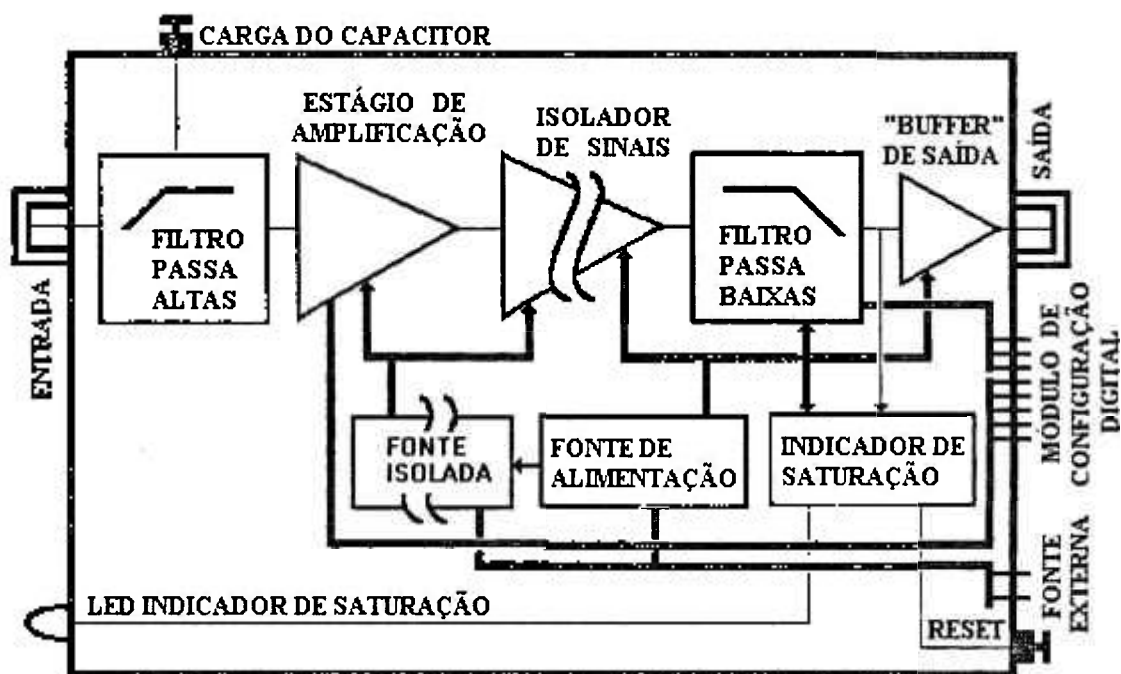 CARGA DO CAPACITOR
ESTÁGIO DE
AMPLIFICAÇÃO
ISOLADOR
DE SINAIS
"BUFFER"
DE SAÍDA
SAÍDA
FILTRO
PASSA
ALTAS
FILTRO
PASSA
BAIXAS
ENTRADA
MÓDULO DE
CONFIGURAÇÃO
DIGITAL
FONTE
ISOLADA
FONTE DE
ALIMENTAÇÃO
INDICADOR DE
SATURAÇÃO
FONTE
EXTERNA
LED INDICADOR DE SATURAÇÃO
RESET